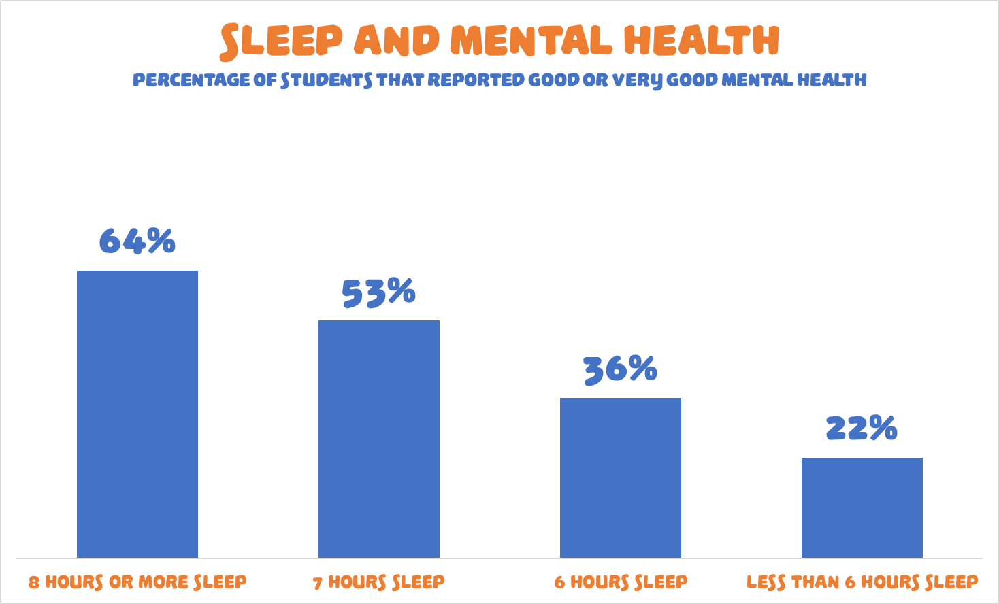 SLEEP AND MENTAL HEALTH
PERCENTAGE OF STUDENTS THAT REPORTED GOOD OR VERY GOOD MENTAL HEALTH
64%
53%
36%
22%
8 HOURS OR MORE SLEEP
7 HOURS SLEEP
6 HOURS SLEEP
LESS THAN 6 HOURS SLEEP